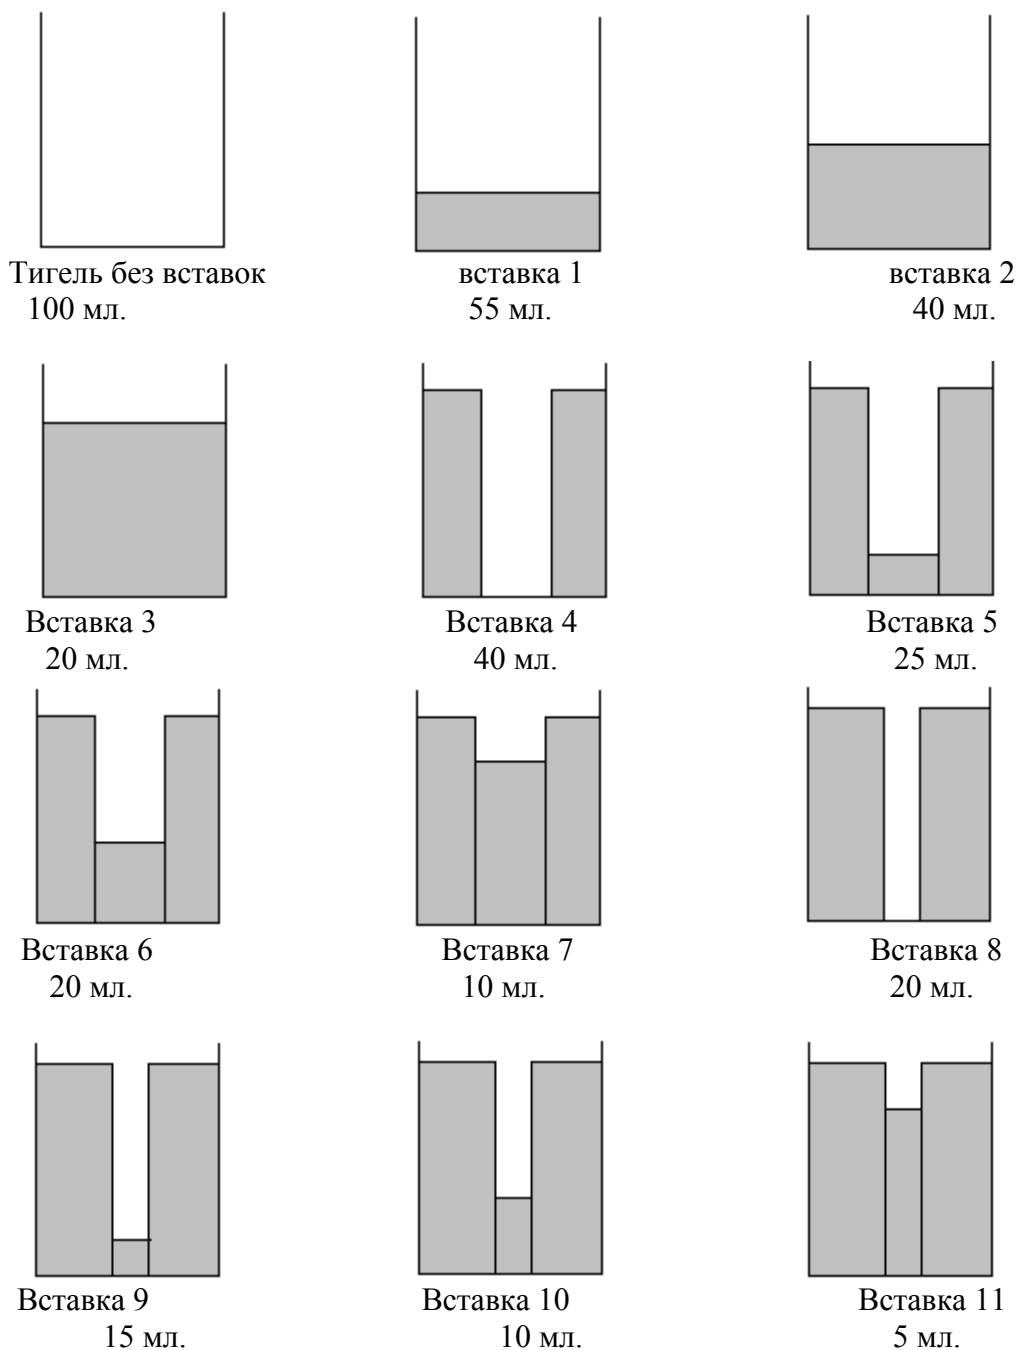 Тигель без вставок
100 мл.
вставка 1
55 мл.
вставка 2
40 мл.
Вставка 3
20 мл.
Вставка 4
40 мл.
Вставка 5
25 мл.
Вставка 6
20 мл.
Вставка 7
10 мл.
Вставка 8
20 мл.
Вставка 9
15 мл.
Вставка 10
10 мл.
Вставка 11
5 мл.